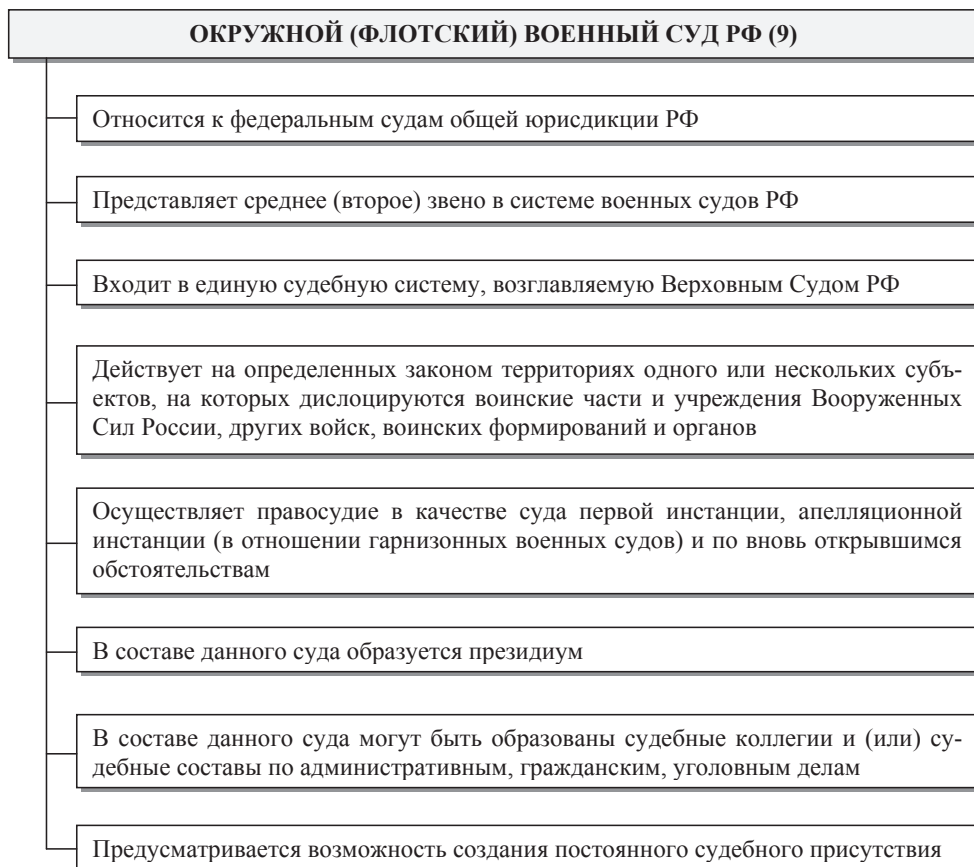 ОКРУЖНОЙ (ФЛОТСКИЙ) ВОЕННЫЙ СУД РФ (9)
Относится к федеральным судам общей юрисдикции РФ
Представляет среднее (второе) звено в системе военных судов РФ
Входит в единую судебную систему, возглавляемую Верховным Судом РФ
Действует на определенных законом территориях одного или нескольких субъ-
ектов, на которых дислоцируются воинские части и учреждения Вооруженных
Сил России, других войск, воинских формирований и органов
Осуществляет правосудие в качестве суда первой инстанции, апелляционной
инстанции (в отношении гарнизонных военных судов) и по вновь открывшимся
обстоятельствам
В составе данного суда образуется президиум
В составе данного суда могут быть образованы судебные коллегии и (или) су-
дебные составы по административным, гражданским, уголовным делам
Предусматривается возможность создания постоянного судебного присутствия